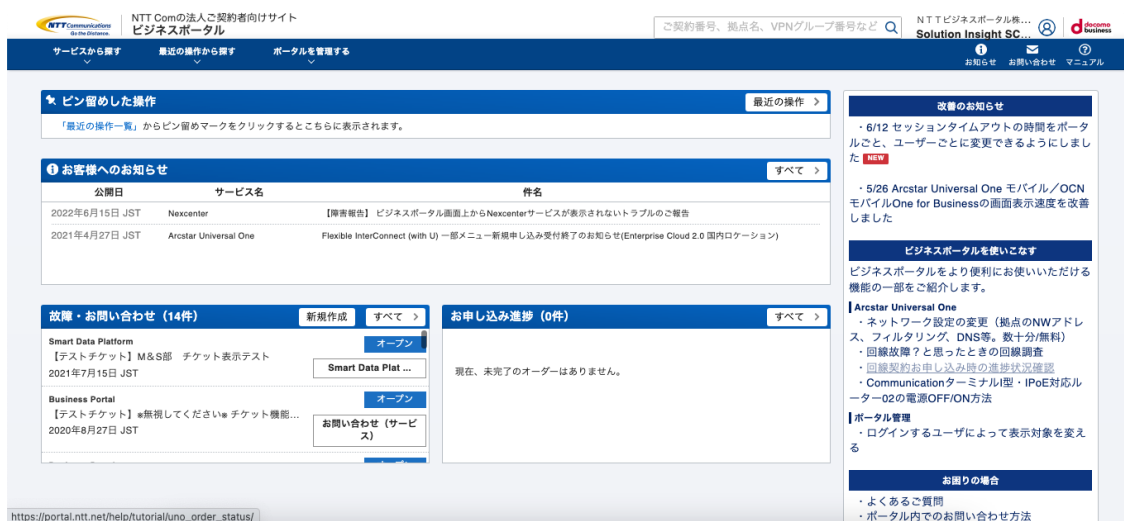 NTT Communications
Go the Distance.
NTT Comの法人ご契約者向けサイト
ビジネスポータル
ご契約番号、拠点名、VPNグループ番号など
NTTビジネスポータル株...
Solution Insight SC...
docomo business
サービスから探す
最近の操作から探す
ポータルを管理する
お知らせ
お問い合わせ
マニュアル
ピン留めした操作
最近の操作
「最近の操作一覧」からピン留めマークをクリックするとこちらに表示されます。
お客様へのお知らせ
すべて
公開日 サービス名 件名
2022年6月15日 JST Nexcenter 【障害報告】 ビジネスポータル画面上からNexcenterサービスが表示されないトラブルのご報告
2021年4月27日 JST Arcstar Universal One Flexible InterConnect (with U) 一部メニュー新規申し込み受付終了のお知らせ(Enterprise Cloud 2.0 国内ロケーション)
故障・お問い合わせ（14件）
新規作成
すべて
Smart Data Platform
オープン
【テストチケット】M＆S部 チケット表示テスト
2021年7月15日 JST
Smart Data Plat ...
Business Portal
オープン
【テストチケット】※無視してください※ チケット機能...
2020年8月27日 JST
お問い合わせ（サービ
ス）
お申し込み進捗（0件）
すべて
現在、未完了のオーダーはありません。
改善のお知らせ
・6/12 セッションタイムアウトの時間をポータ
ルごと、ユーザーごとに変更できるようにしまし
た NEW
・5/26 Arcstar Universal One モバイル／OCN
モバイルOne for Businessの画面表示速度を改善
しました
ビジネスポータルを使いこなす
ビジネスポータルをより便利にお使いいただける
機能の一部をご紹介します。
Arcstar Universal One
・ネットワーク設定の変更（拠点のNWアドレ
ス、フィルタリング、DNS等。数十分/無料）
・回線故障？と思ったときの回線調査
・回線契約お申し込み時の進捗状況確認
・CommunicationターミナルI型・IPoE対応ル
ーター02の電源OFF/ON方法
ポータル管理
・ログインするユーザによって表示対象を変え
る
お困りの場合
・よくあるご質問
・ポータル内でのお問い合わせ方法
https://portal.ntt.net/help/tutorial/uno_order_status/